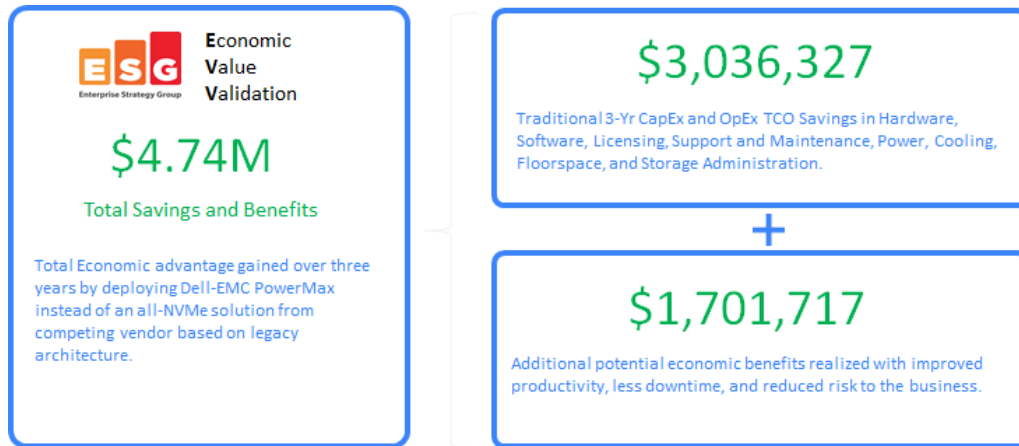 ESG
Enterprise Strategy Group
Economic
Value
Validation
$4.74M
Total Savings and Benefits
Total Economic advantage gained over three
years by deploying Dell-EMC PowerMax
instead of an all-NVMe solution from
competing vendor based on legacy
architecture.
$3,036,327
Traditional 3-Yr CapEx and OpEx TCO Savings in Hardware,
Software, Licensing, Support and Maintenance, Power, Cooling,
Floorspace, and Storage Administration.
+
$1,701,717
Additional potential economic benefits realized with improved
productivity, less downtime, and reduced risk to the business.